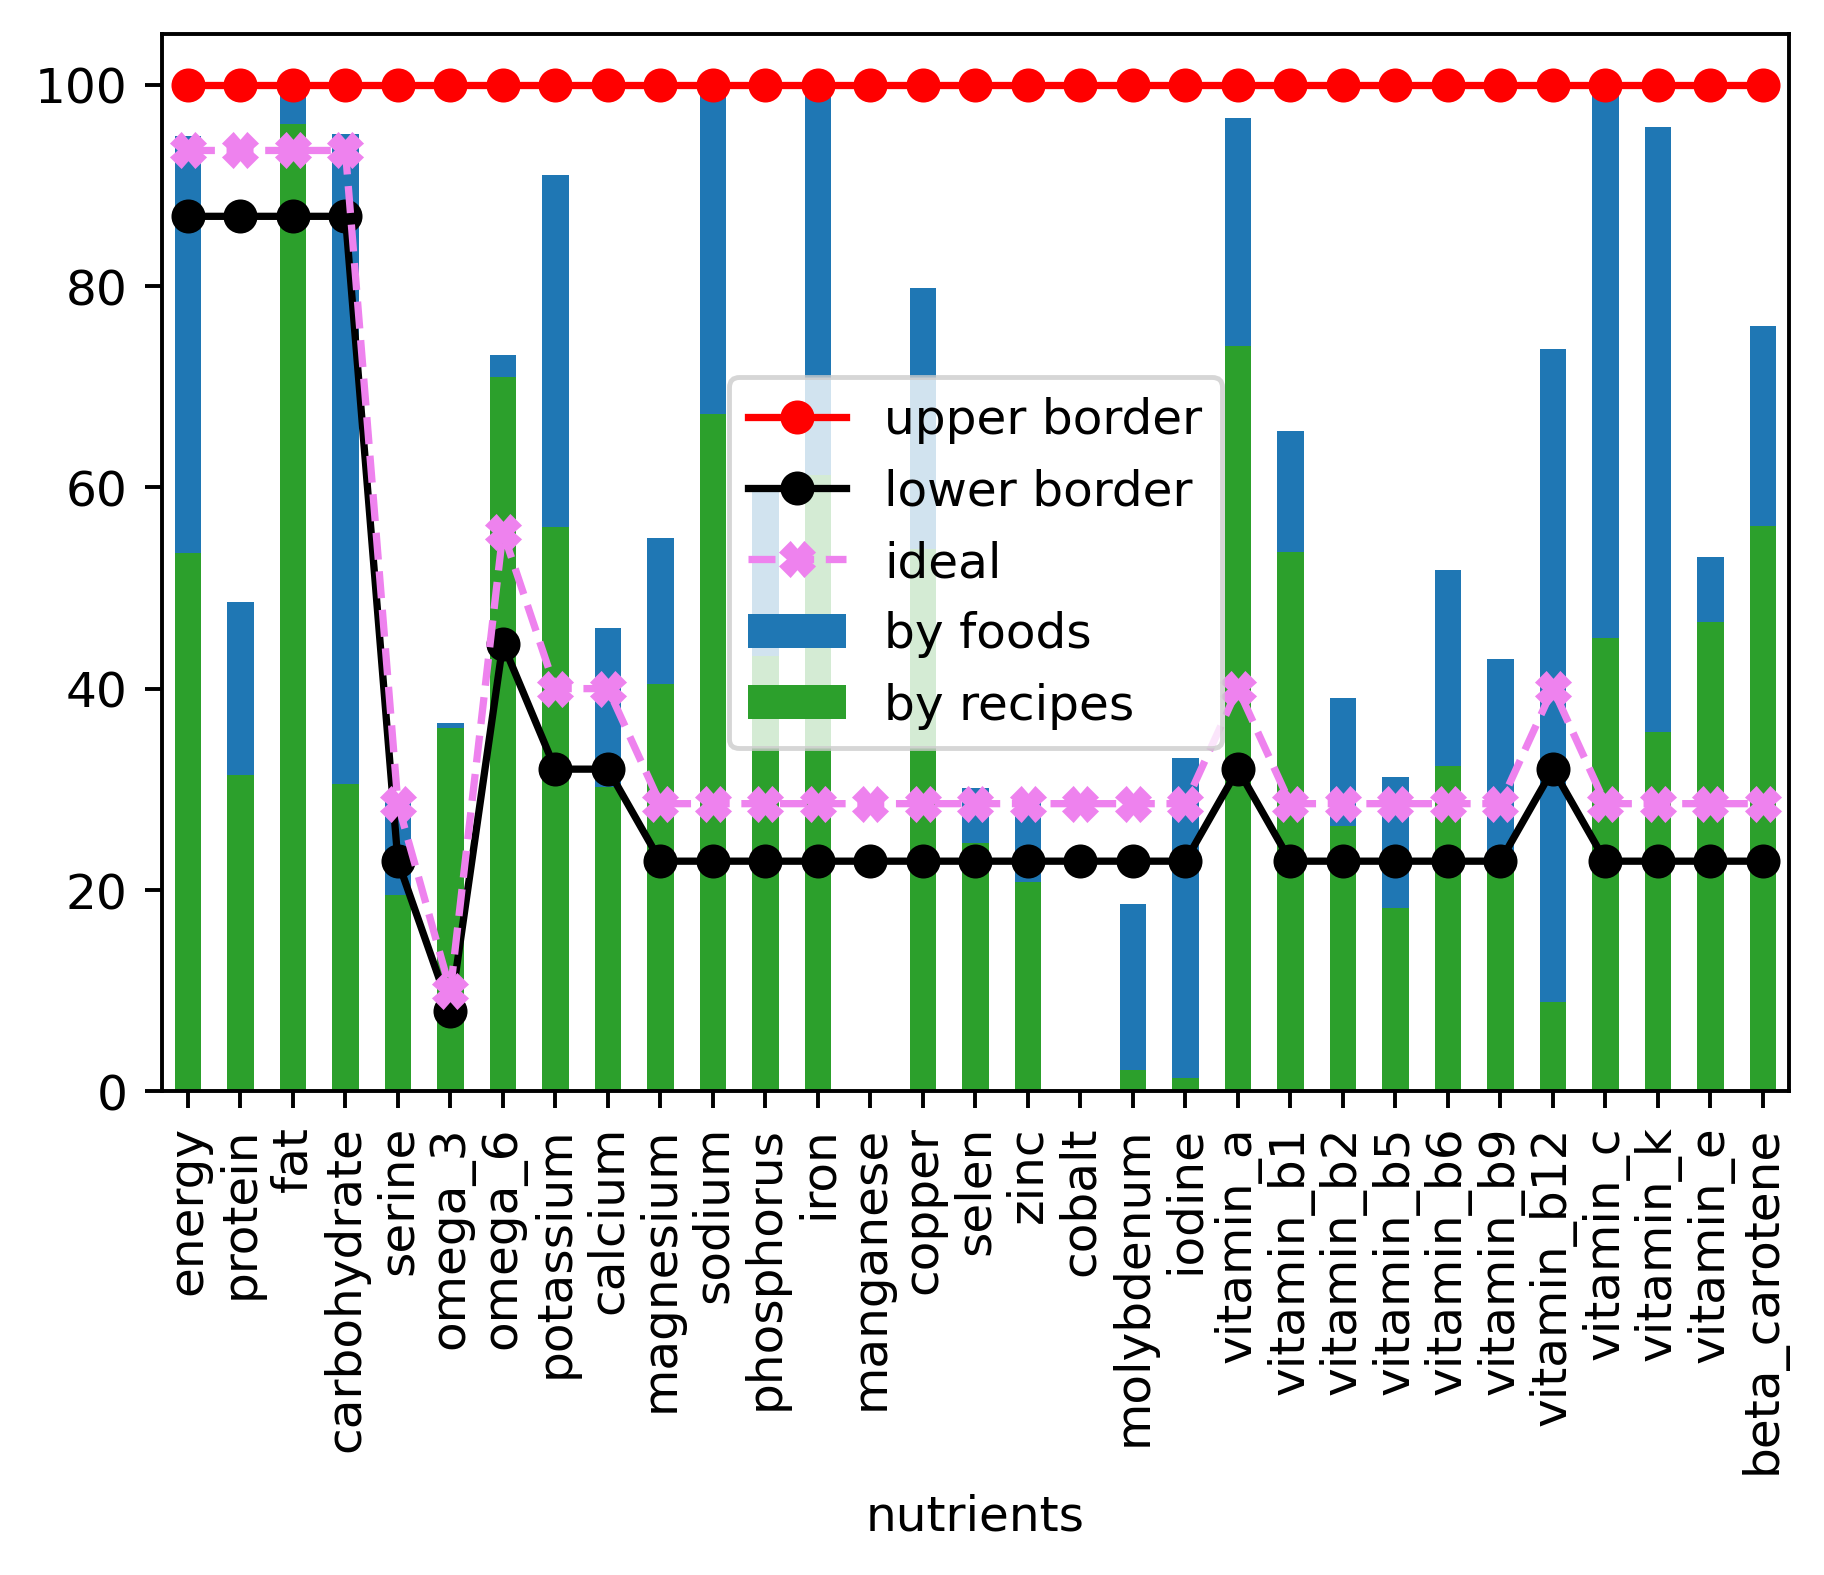 100
80
60
40
20
0
upper border
lower border
ideal
by foods
by recipes
energy
protein
fat
carbohydrate
serine
omega_3
omega_6
potassium
calcium
magnesium
sodium
phosphorus
iron
manganese
copper
selen
zinc
cobalt
molybdenum
iodine
vitamin_a
vitamin_b1
vitamin_b2
vitamin_b5
vitamin_b6
vitamin_b9
vitamin_b12
vitamin_c
vitamin_k
vitamin_e
beta_carotene
nutrients